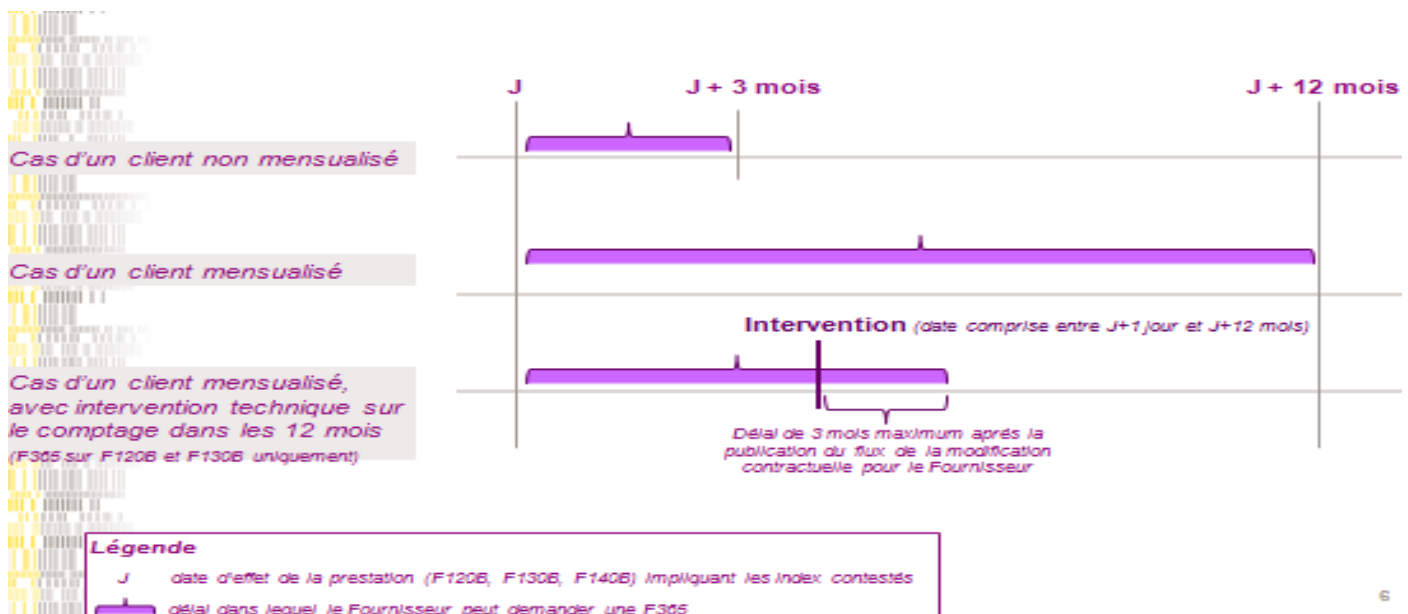 J J + 3 mois J + 12 mois
Cas d'un client non mensualisé
Cas d'un client mensualisé
Intervention (date comprise entre J+1 jour et J+12 mois)
Cas d'un client mensualisé,
avec intervention technique sur
le comptage dans les 12 mois
(F365 sur F120B et F130B uniquement)
Délai de 3 mois maximum après la
publication du flux de la modification
contractuelle pour le Fournisseur
Légende
J date d'effet de la prestation (F120B, F130B, F140B) impliquant les index contestés
délai dans lequel le Fournisseur peut demander une F365
6